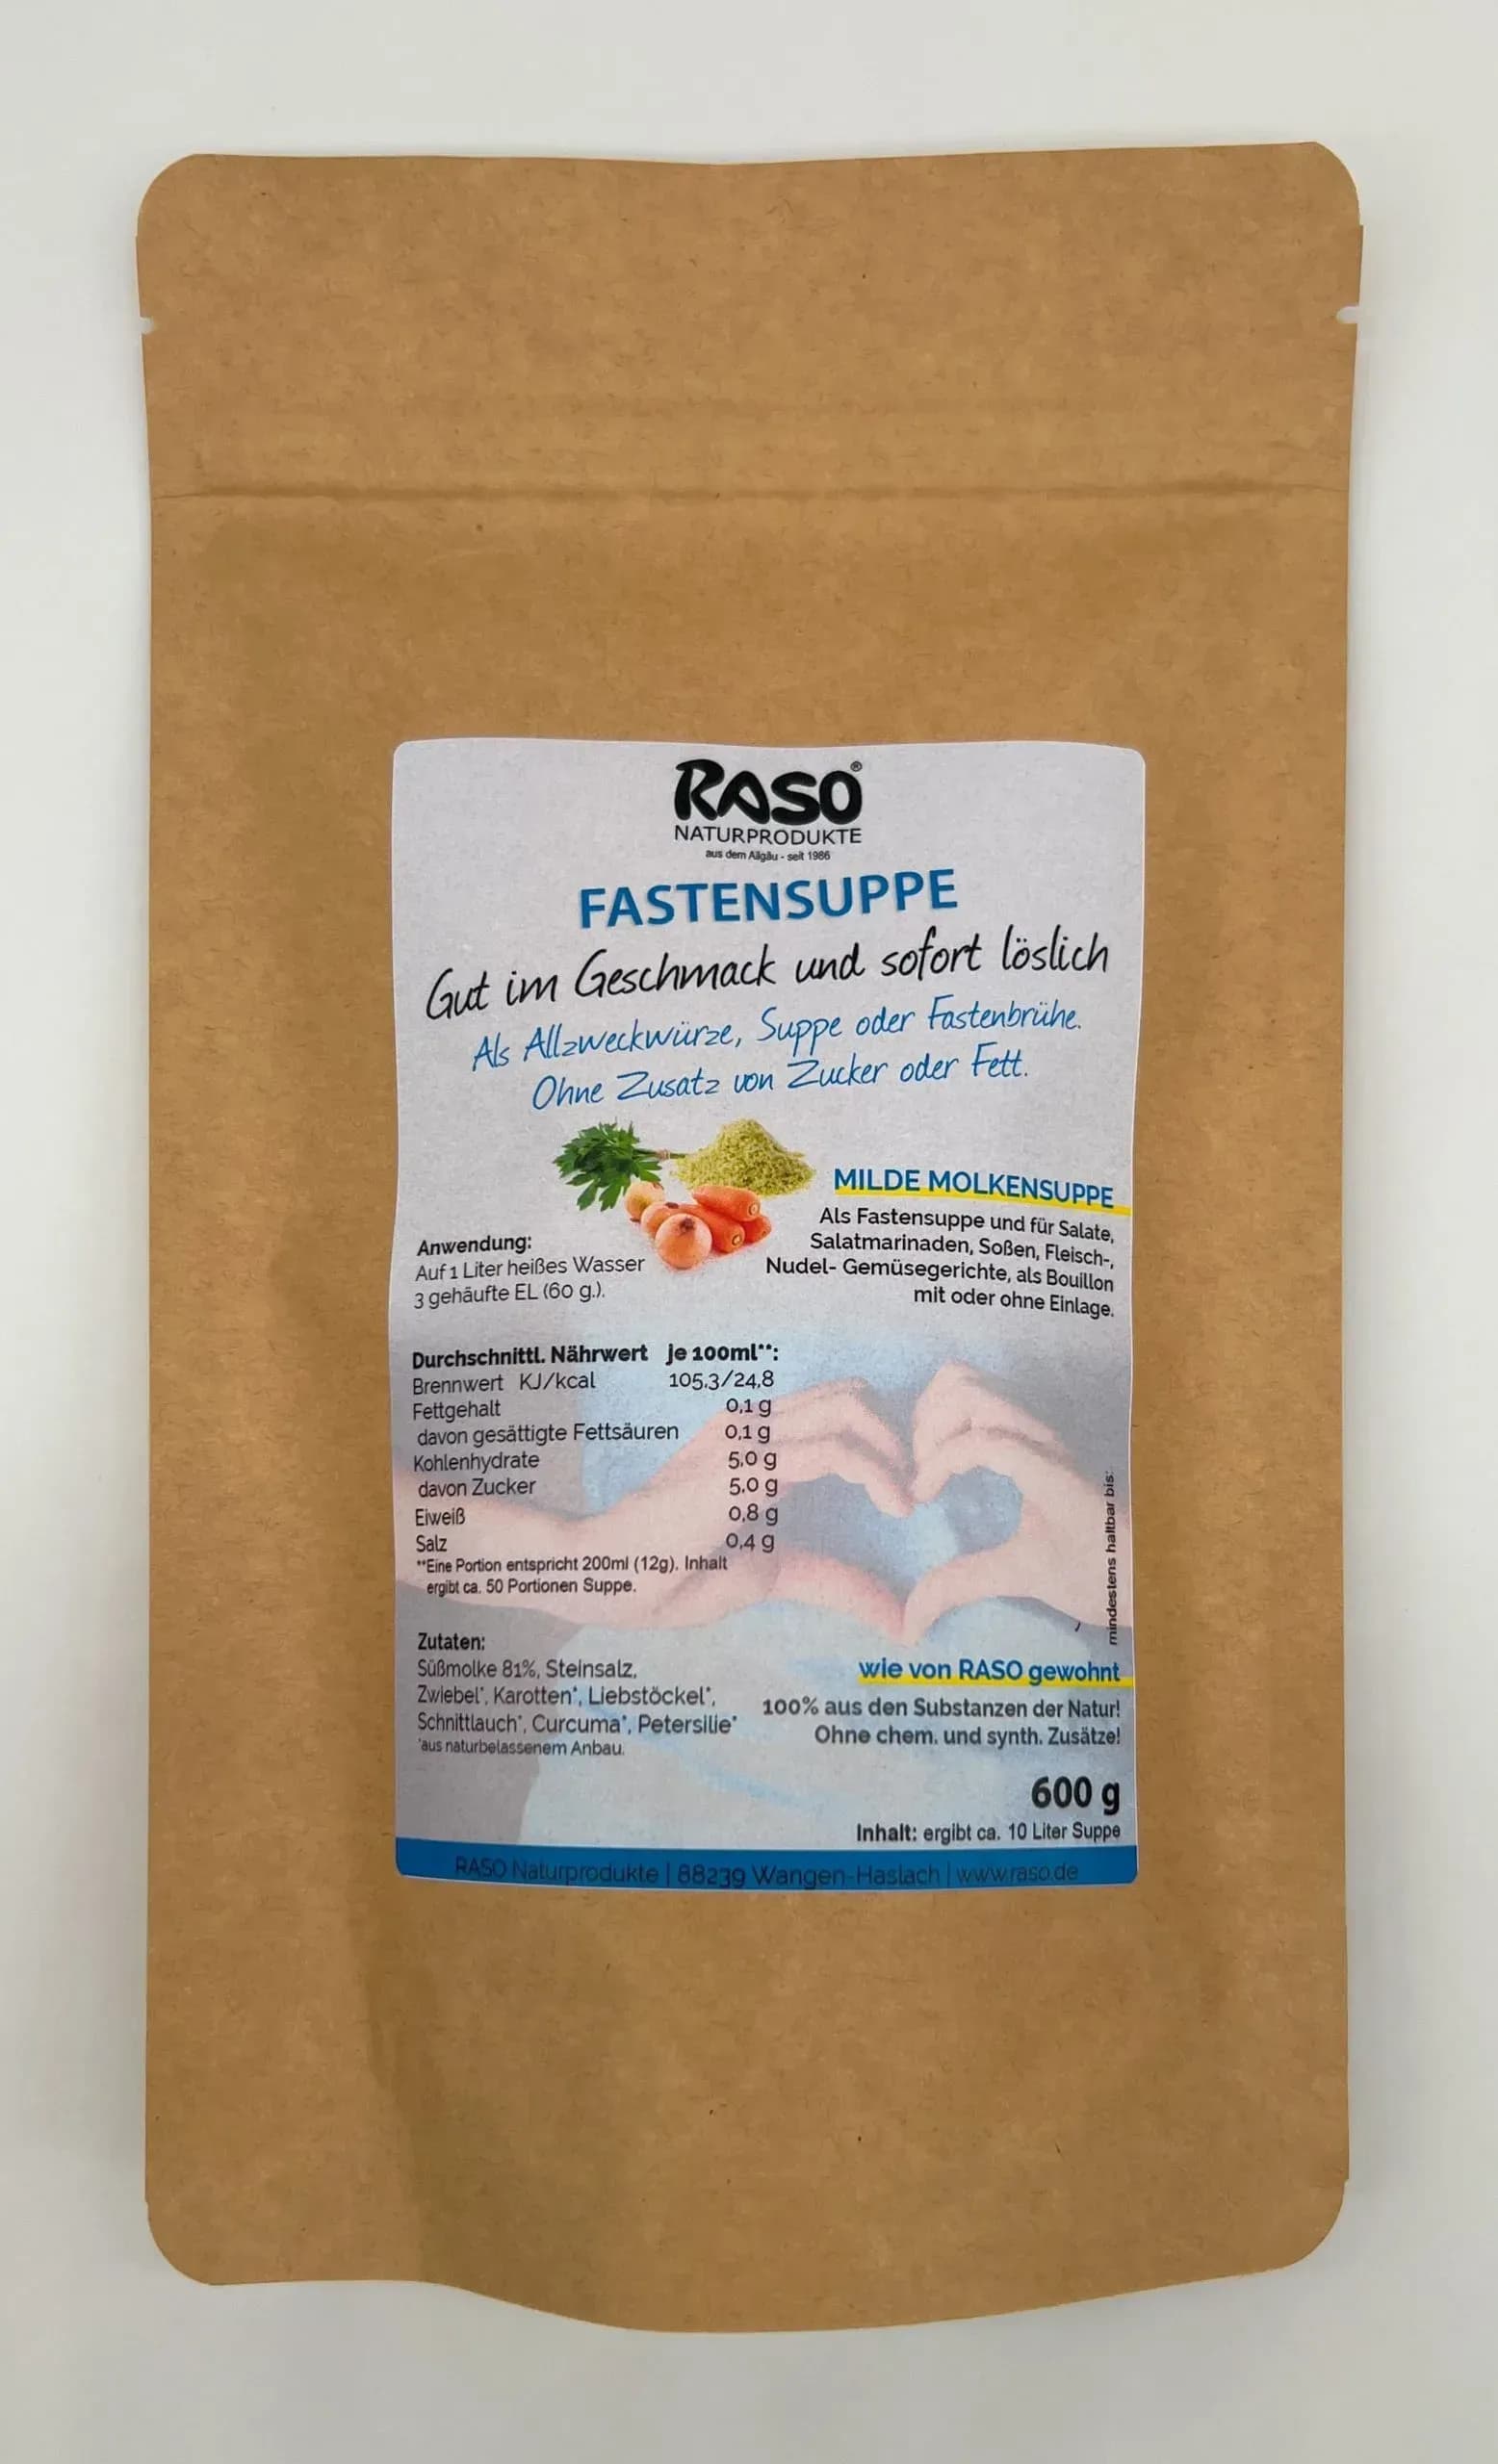 RASO®
NATURPRODUKTE
aus dem Allgäu - seit 1986
FASTENSUPPE
Gut im Geschmack und sofort löslich
Als Allzweckwürze, Suppe oder Fastenbrühe.
Ohne Zusatz von Zucker oder Fett.
MILDE MOLKENSUPPE
Als Fastensuppe und für Salate,
Salatmarinaden, Soßen, Fleisch-,
Nudel- Gemüsegerichte, als Bouillon
mit oder ohne Einlage.
Anwendung:
Auf 1 Liter heißes Wasser
3 gehäufte EL (60 g.).
Durchschnittl. Nährwert je 100ml**:
Brennwert KJ/kcal 105,3/24,8
Fettgehalt 0,1 g
davon gesättigte Fettsäuren 0,1 g
Kohlenhydrate 5,0 g
davon Zucker 5,0 g
Eiweiß 0,8 g
Salz 0,4 g
**Eine Portion entspricht 200ml (12g). Inhalt
ergibt ca. 50 Portionen Suppe.
mindestens haltbar bis:
Zutaten:
Süßmolke 81%, Steinsalz,
Zwiebel*, Karotten*, Liebstöckel*,
Schnittlauch*, Curcuma*, Petersilie*
*aus naturbelassenem Anbau.
wie von RASO gewohnt
100% aus den Substanzen der Natur!
Ohne chem. und synth. Zusätze!
600 g
Inhalt: ergibt ca. 10 Liter Suppe
RASO Naturprodukte | 88239 Wangen-Haslach | www.raso.de